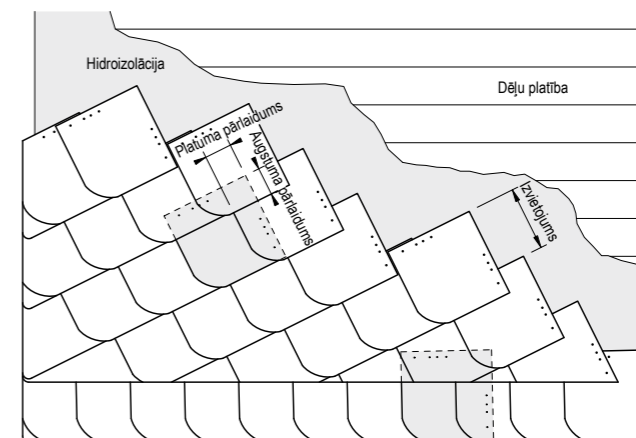 Hidroizolācija
Dēļu platība
Platuma pārlaidums
Augstuma pārlaidums
Izvietojums